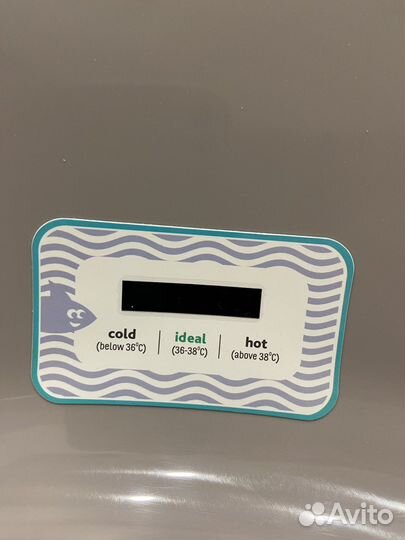 cold
(below 36°C)
ideal
(36-38°C)
hot
(above 38°C)
Avito